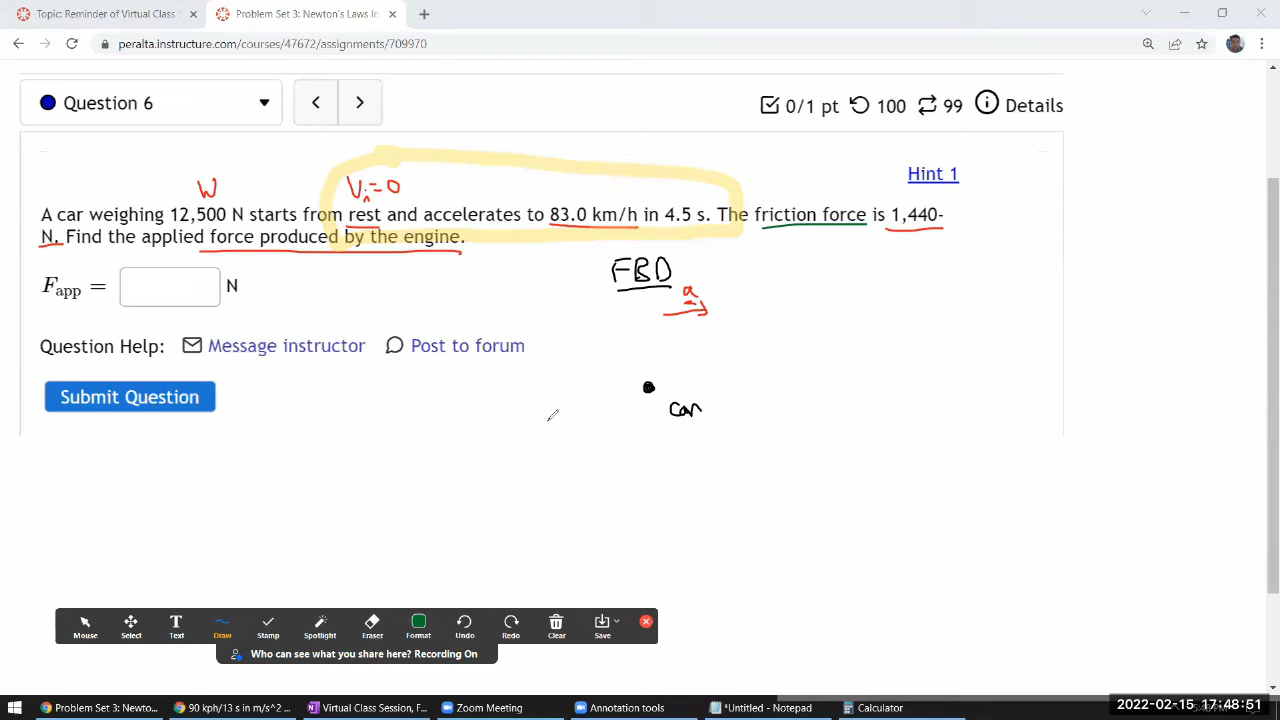 Topic: Reminder of Virtual Class
Problem Set 3: Newton's Laws In
peralta.instructure.com/courses/47672/assignments/709970
Question 6
0/1 pt 100 99 Details
Hint 1
W
Vi=0
A car weighing 12,500 N starts from rest and accelerates to 83.0 km/h in 4.5 s. The friction force is 1,440-
N. Find the applied force produced by the engine.
FBD
a
Fapp = N
Question Help: Message instructor Post to forum
Submit Question
car
Mouse Select Text Draw Stamp Spotlight Eraser Format Undo Redo Clear Save
Who can see what you share here? Recording On
Problem Set 3: Newto...
90 kph/13 s in m/s^2 ...
Virtual Class Session, F...
Zoom Meeting
Annotation tools
*Untitled - Notepad
Calculator
2022-02-15 17:48:51